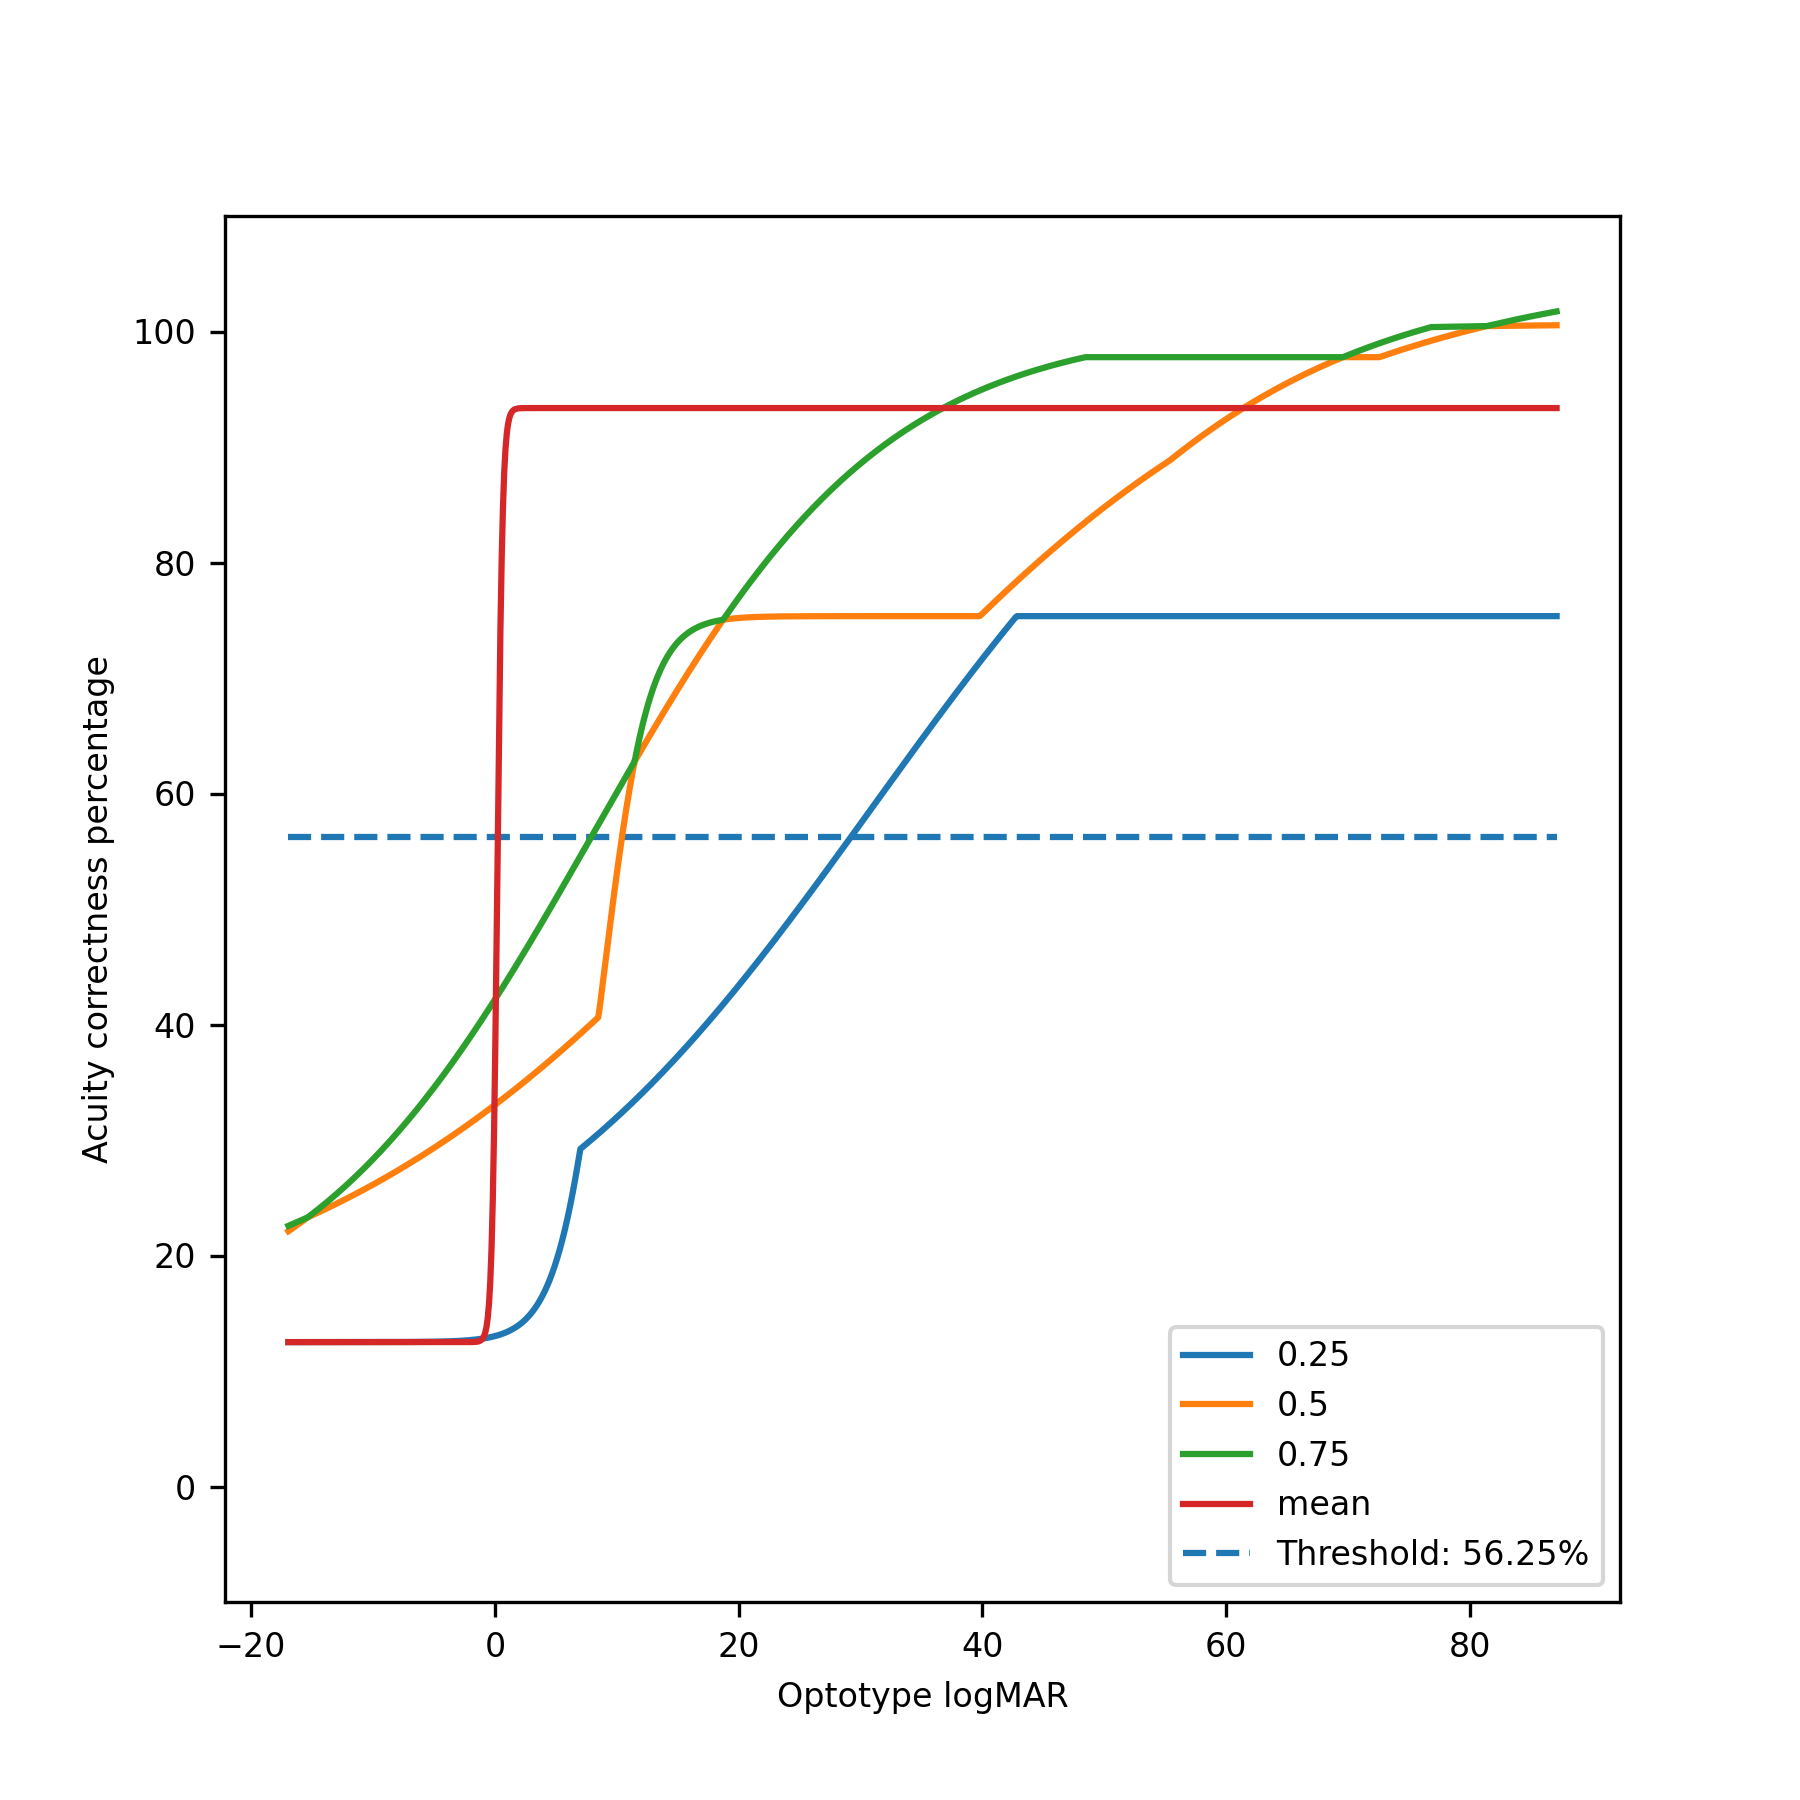 100
80
60
40
20
0
Acuity correctness percentage
−20 0 20 40 60 80
Optotype logMAR
0.25
0.5
0.75
mean
Threshold: 56.25%